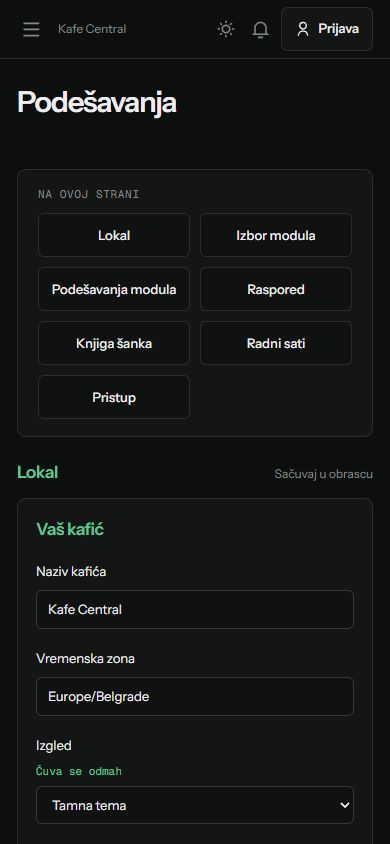 Kafe Central
Prijava
Podešavanja
NA OVOJ STRANI
Lokal
Izbor modula
Podešavanja modula
Raspored
Knjiga šanka
Radni sati
Pristup
Lokal
Sačuvaj u obrascu
Vaš kafić
Naziv kafića
Kafe Central
Vremenska zona
Europe/Belgrade
Izgled
Čuva se odmah
Tamna tema